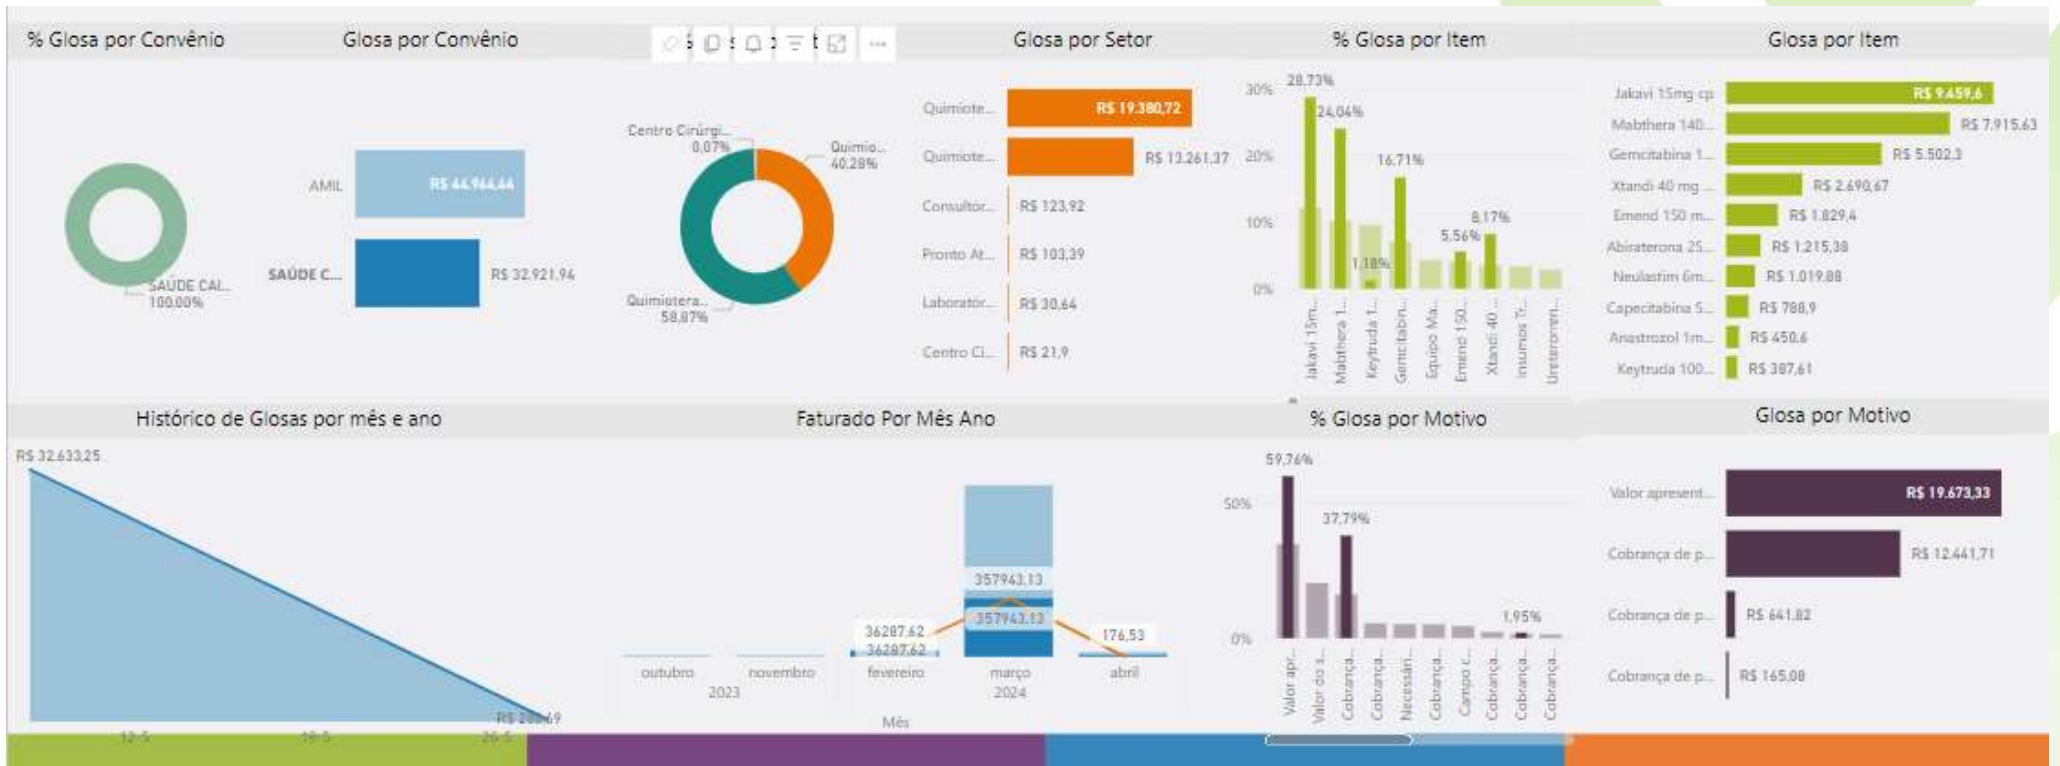 % Glosa por Convênio
SAÚDE CAI...
100,00%
Glosa por Convênio
AMIL
R$ 44.964,44
SAÚDE C...
R$ 32.921,94
Centro Cirúrgi...
0,07%
Quimio...
40,28%
Quimiotera...
58,87%
Glosa por Setor
Quimiote...
R$ 19.380,72
Quimiote...
R$ 13.261,37
Consultor...
R$ 123,92
Pronto At...
R$ 103,39
Laboratór...
R$ 30,64
Centro Ci...
R$ 21,9
% Glosa por Item
30%
20%
10%
0%
28,73%
24,04%
1,18%
16,71%
5,56%
8,17%
Jakavi 15m...
Mabthera 1...
Keytruda 1...
Gemcitabin...
Equipo Ma...
Emend 150...
Xtandi 40 ...
Insumos Tr...
Ureterorren...
Glosa por Item
Jakavi 15mg cp
R$ 9.459,6
Mabthera 140...
R$ 7.915,63
Gemcitabina 1...
R$ 5.502,3
Xtandi 40 mg ...
R$ 2.690,67
Emend 150 m...
R$ 1.829,4
Abiraterona 25...
R$ 1.215,38
Neulastim 6m...
R$ 1.019,88
Capecitabina 5...
R$ 788,9
Anastrozol 1m...
R$ 450,6
Keytruda 100...
R$ 387,61
Histórico de Glosas por mês e ano
R$ 32.633,25
12-5
19-5
26-5
Faturado Por Mês Ano
357943,13
357943,13
36287,62
36287,62
176,53
outubro
novembro
fevereiro
março
abril
2023
2024
Mês
% Glosa por Motivo
50%
0%
59,76%
37,79%
1,95%
Valor apr...
Valor do s...
Cobrança...
Cobrança...
Necessári...
Cobrança...
Campo c...
Cobrança...
Cobrança...
Cobrança...
Glosa por Motivo
Valor apresent...
R$ 19.673,33
Cobrança de p...
R$ 12.441,71
Cobrança de p...
R$ 641,82
Cobrança de p...
R$ 165,08